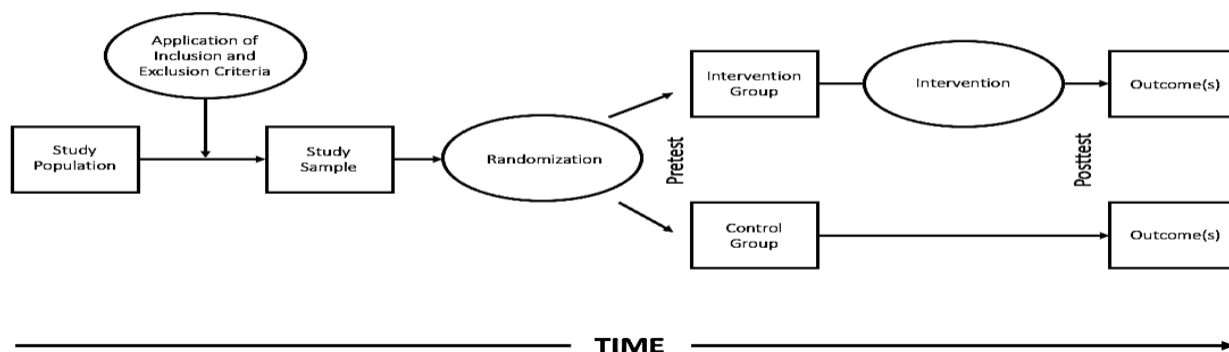 Application of
Inclusion and
Exclusion Criteria
Study
Population
Study
Sample
Randomization
Pretest
Intervention
Group
Intervention
Posttest
Outcome(s)
Control
Group
Outcome(s)
TIME